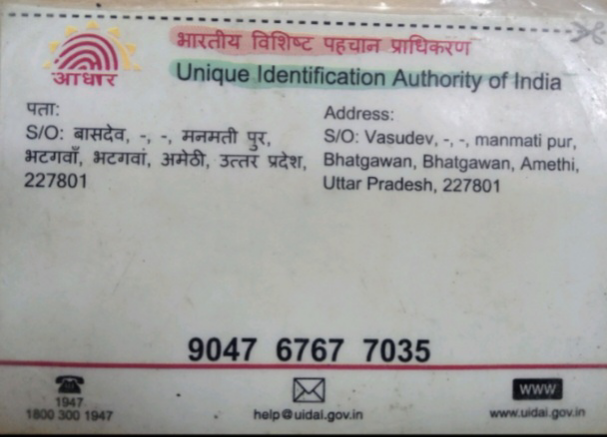 भारतीय विशिष्ट पहचान प्राधिकरण
आधार
Unique Identification Authority of India
पता:
S/O: बासदेव, -, -, मनमती पुर,
भटगवाँ, भटगवां, अमेठी, उत्तर प्रदेश,
227801
Address:
S/O: Vasudev, -, -, manmati pur,
Bhatgawan, Bhatgawan, Amethi,
Uttar Pradesh, 227801
9047 6767 7035
1947
1800 300 1947
help@uidai.gov.in
www
www.uidai.gov.in